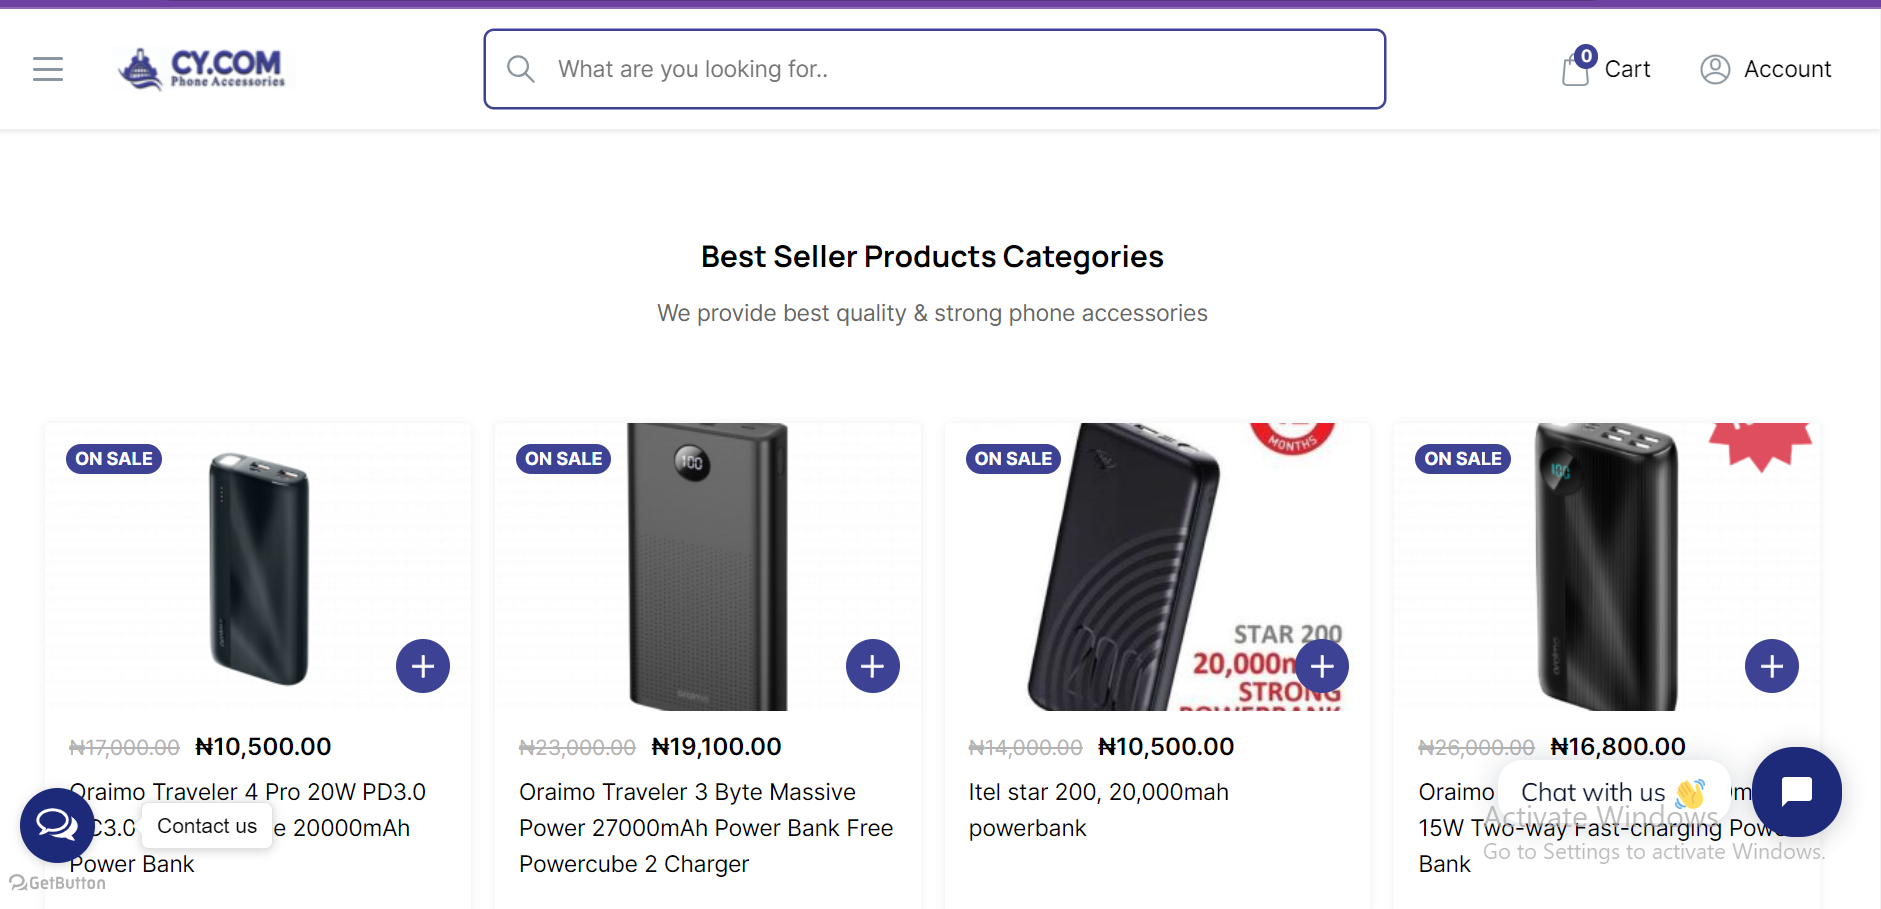 CY.COM
Phone Accessories
What are you looking for..
0
Cart
Account
Best Seller Products Categories
We provide best quality & strong phone accessories
ON SALE
ON SALE
100
ON SALE
MONTHS
STAR 200
20,000m
STRONG
POWERBANK
ON SALE
100
₦17,000.00 ₦10,500.00
Oraimo Traveler 4 Pro 20W PD3.0
C3.0 e 20000mAh
Power Bank
₦23,000.00 ₦19,100.00
Oraimo Traveler 3 Byte Massive
Power 27000mAh Power Bank Free
Powercube 2 Charger
₦14,000.00 ₦10,500.00
Itel star 200, 20,000mah
powerbank
₦26,000.00 ₦16,800.00
Oraimo
15W Two-way Fast-charging Pow
Bank
Contact us
GetButton
Chat with us 👋
Activate Windows
Go to Settings to activate Windows.